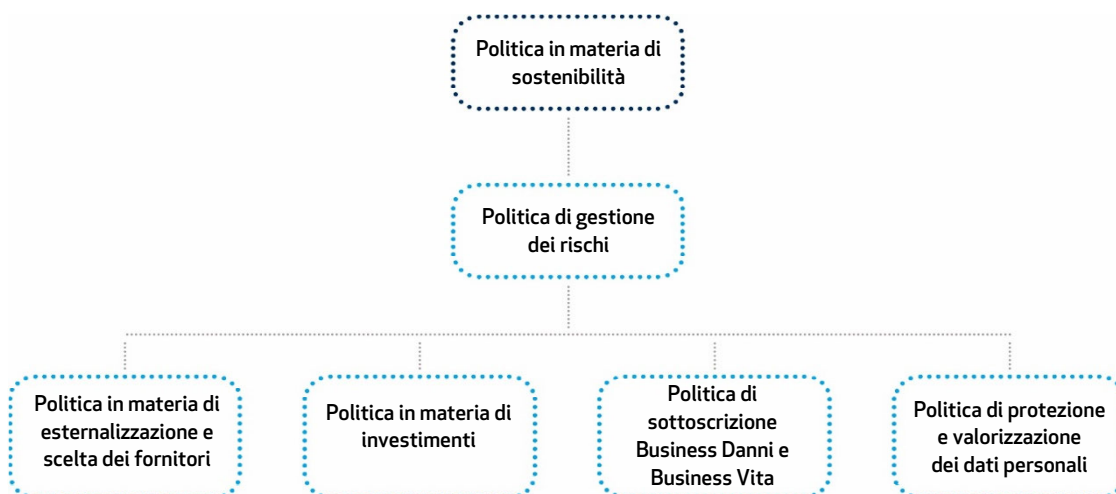 Politica in materia di
sostenibilità
Politica di gestione
dei rischi
Politica in materia di
esternalizzazione e
scelta dei fornitori
Politica in materia di
investimenti
Politica di
sottoscrizione
Business Danni e
Business Vita
Politica di protezione
e valorizzazione
dei dati personali